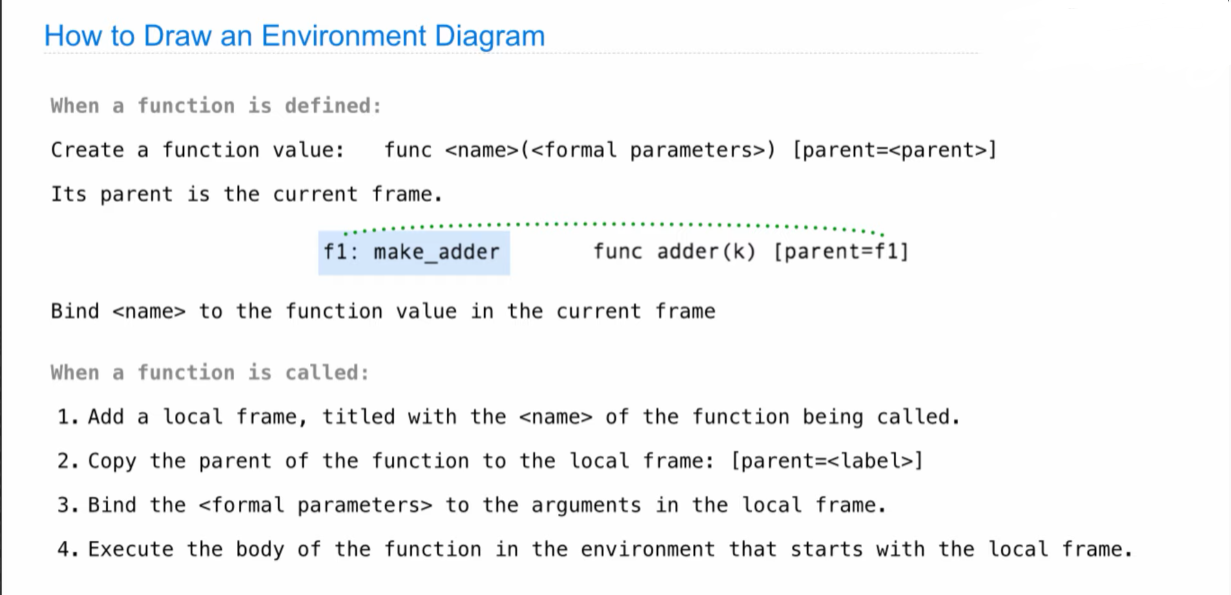 How to Draw an Environment Diagram
When a function is defined:
Create a function value: func <name>(<formal parameters>) [parent=<parent>]
Its parent is the current frame.
f1: make_adder func adder(k) [parent=f1]
Bind <name> to the function value in the current frame
When a function is called:
1. Add a local frame, titled with the <name> of the function being called.
2. Copy the parent of the function to the local frame: [parent=<label>]
3. Bind the <formal parameters> to the arguments in the local frame.
4. Execute the body of the function in the environment that starts with the local frame.